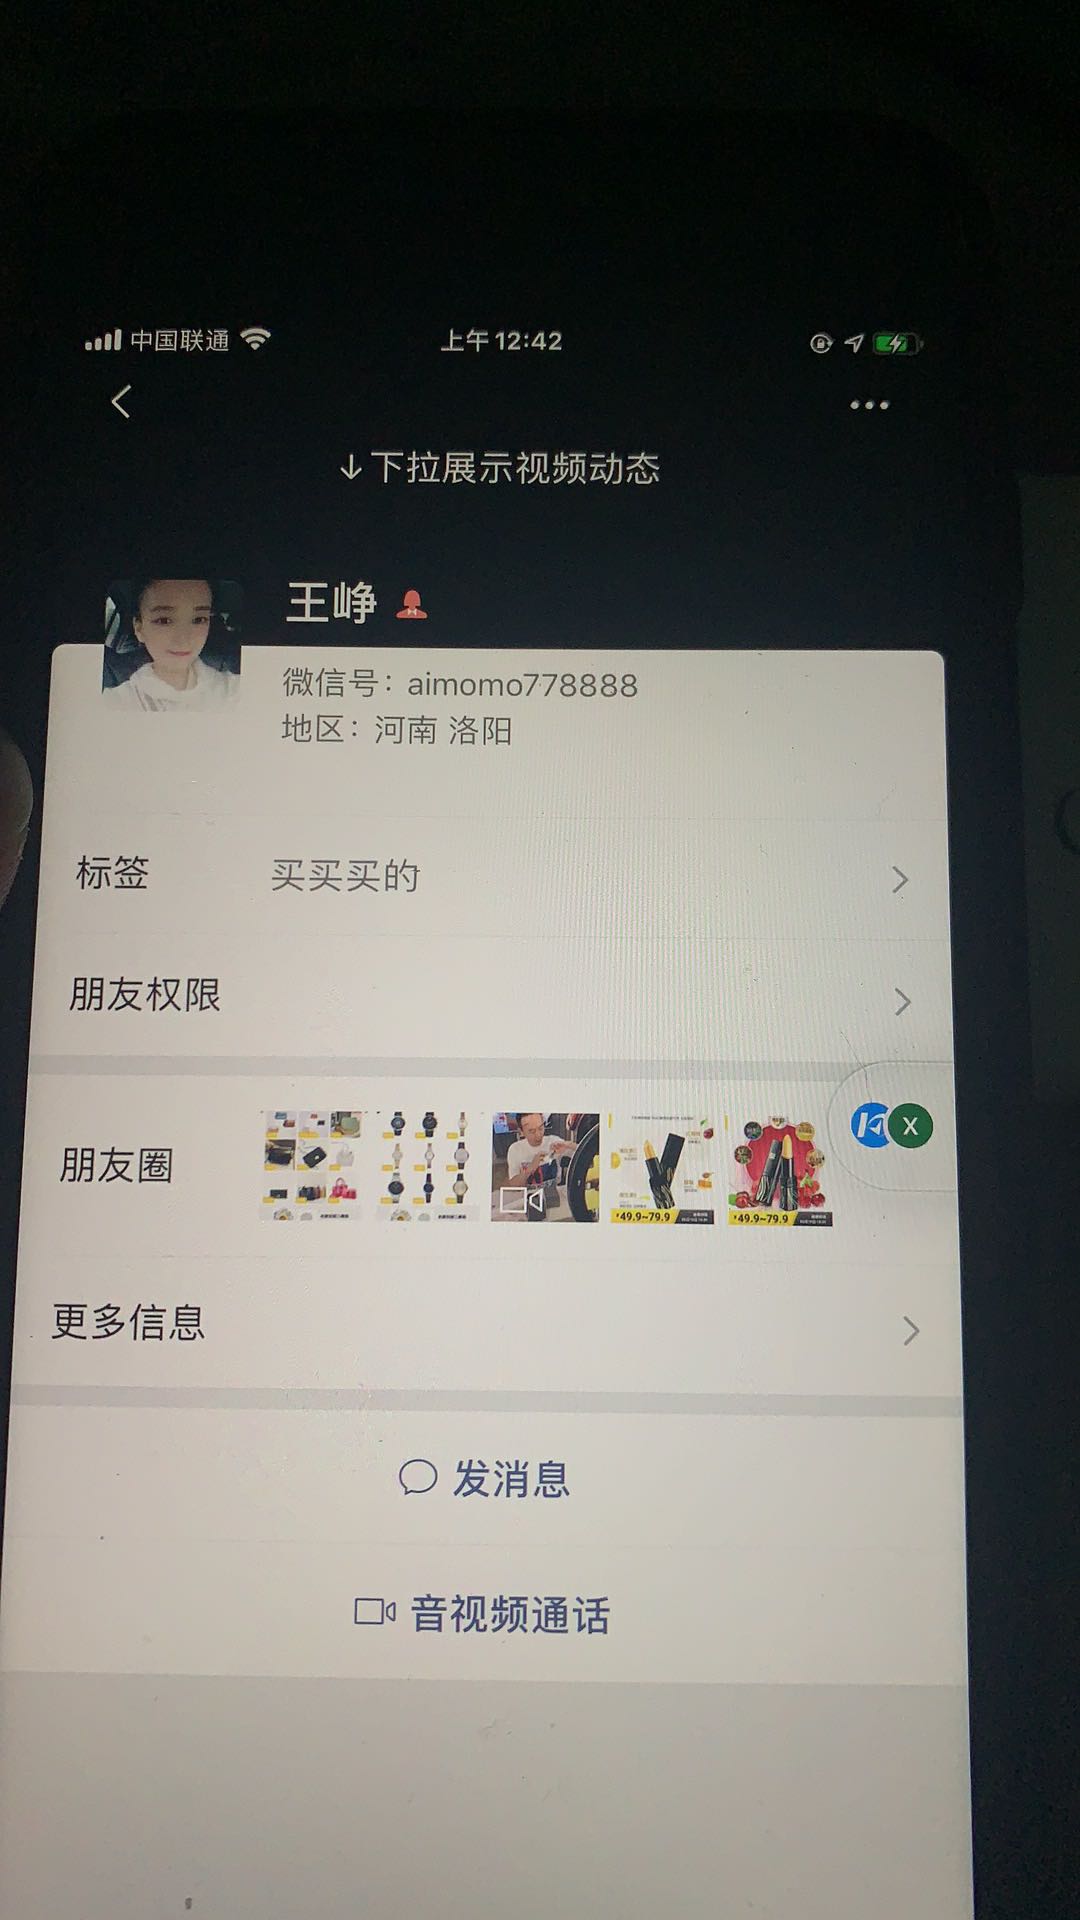 中国联通
上午12:42
↓下拉展示视频动态
王峥
微信号：aimomo778888
地区：河南 洛阳
标签
买买买的
朋友权限
朋友圈
¥49.9~79.9
¥49.9~79.9
X
更多信息
发消息
音视频通话